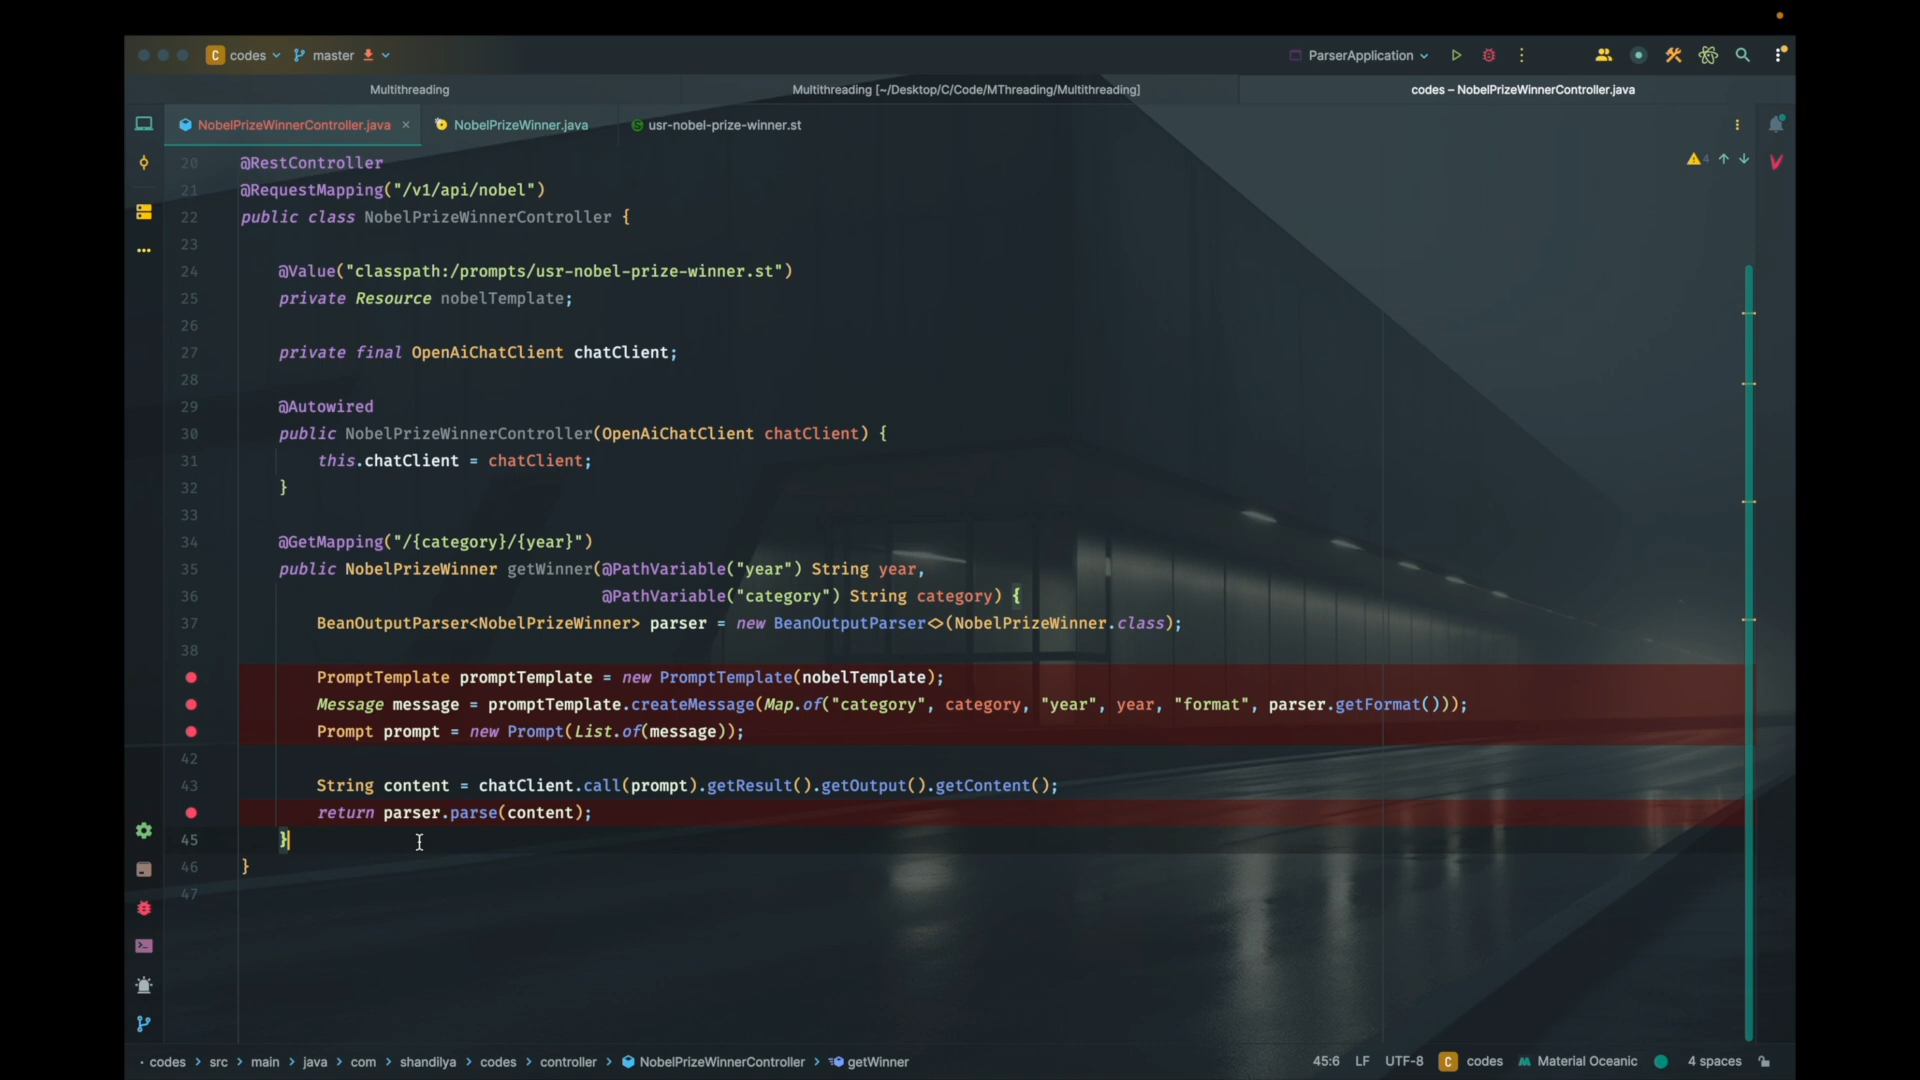 C codes master ParserApplication
Multithreading Multithreading [~/Desktop/C/Code/MThreading/Multithreading] codes – NobelPrizeWinnerController.java
NobelPrizeWinnerController.java × NobelPrizeWinner.java usr-nobel-prize-winner.st
4
20 @RestController
21 @RequestMapping("/v1/api/nobel")
22 public class NobelPrizeWinnerController {
23
24 @Value("classpath:/prompts/usr-nobel-prize-winner.st")
25 private Resource nobelTemplate;
26
27 private final OpenAiChatClient chatClient;
28
29 @Autowired
30 public NobelPrizeWinnerController(OpenAiChatClient chatClient) {
31 this.chatClient = chatClient;
32 }
33
34 @GetMapping("/{category}/{year}")
35 public NobelPrizeWinner getWinner(@PathVariable("year") String year,
36 @PathVariable("category") String category) {
37 BeanOutputParser<NobelPrizeWinner> parser = new BeanOutputParser<>(NobelPrizeWinner.class);
38
PromptTemplate promptTemplate = new PromptTemplate(nobelTemplate);
Message message = promptTemplate.createMessage(Map.of("category", category, "year", year, "format", parser.getFormat()));
Prompt prompt = new Prompt(List.of(message));
42
43 String content = chatClient.call(prompt).getResult().getOutput().getContent();
return parser.parse(content);
45 }
46 }
47
codes > src > main > java > com > shandilya > codes > controller > NobelPrizeWinnerController > getWinner 45:6 LF UTF-8 C codes Material Oceanic 4 spaces